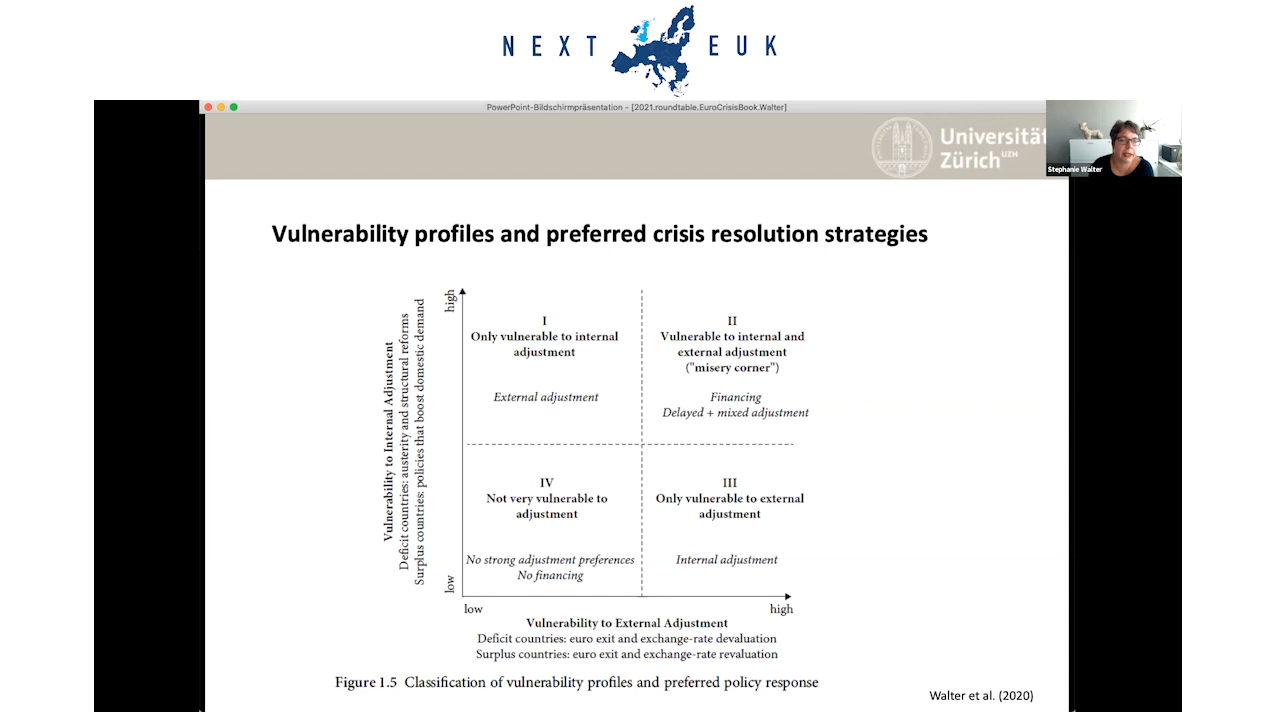 NEXT EUK
PowerPoint-Bildschirmpräsentation - [2021.roundtable.EuroCrisisBook.Walter]
Universität
Zürich UZH
Stephanie Walter
Vulnerability profiles and preferred crisis resolution strategies
high
Vulnerability to Internal Adjustment
Deficit countries: austerity and structural reforms
Surplus countries: policies that boost domestic demand
low
I
Only vulnerable to internal
adjustment
External adjustment
II
Vulnerable to internal and
external adjustment
("misery corner")
Financing
Delayed + mixed adjustment
IV
Not very vulnerable to
adjustment
No strong adjustment preferences
No financing
III
Only vulnerable to external
adjustment
Internal adjustment
low
high
Vulnerability to External Adjustment
Deficit countries: euro exit and exchange-rate devaluation
Surplus countries: euro exit and exchange-rate revaluation
Figure 1.5 Classification of vulnerability profiles and preferred policy response
Walter et al. (2020)